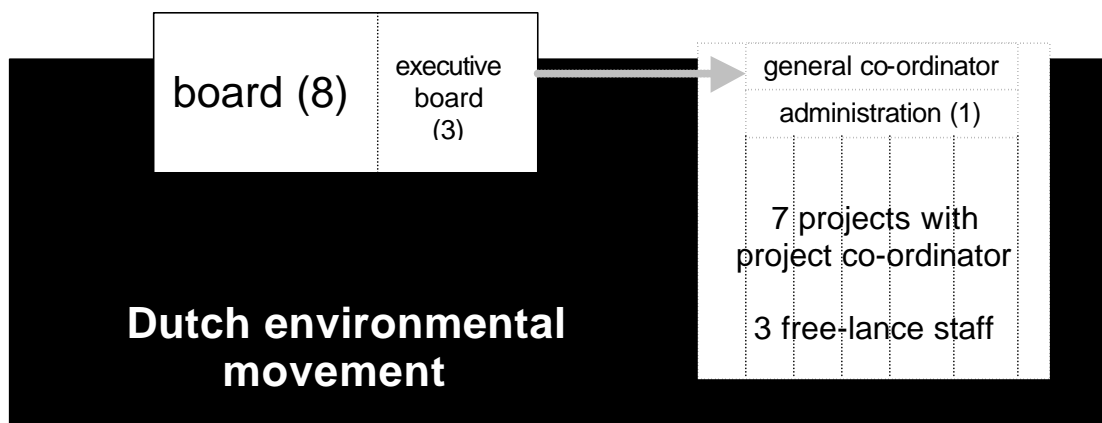 board (8)
executive
board
(3)
general co-ordinator
administration (1)
7 projects with
project co-ordinator
3 free-lance staff
Dutch environmental
movement